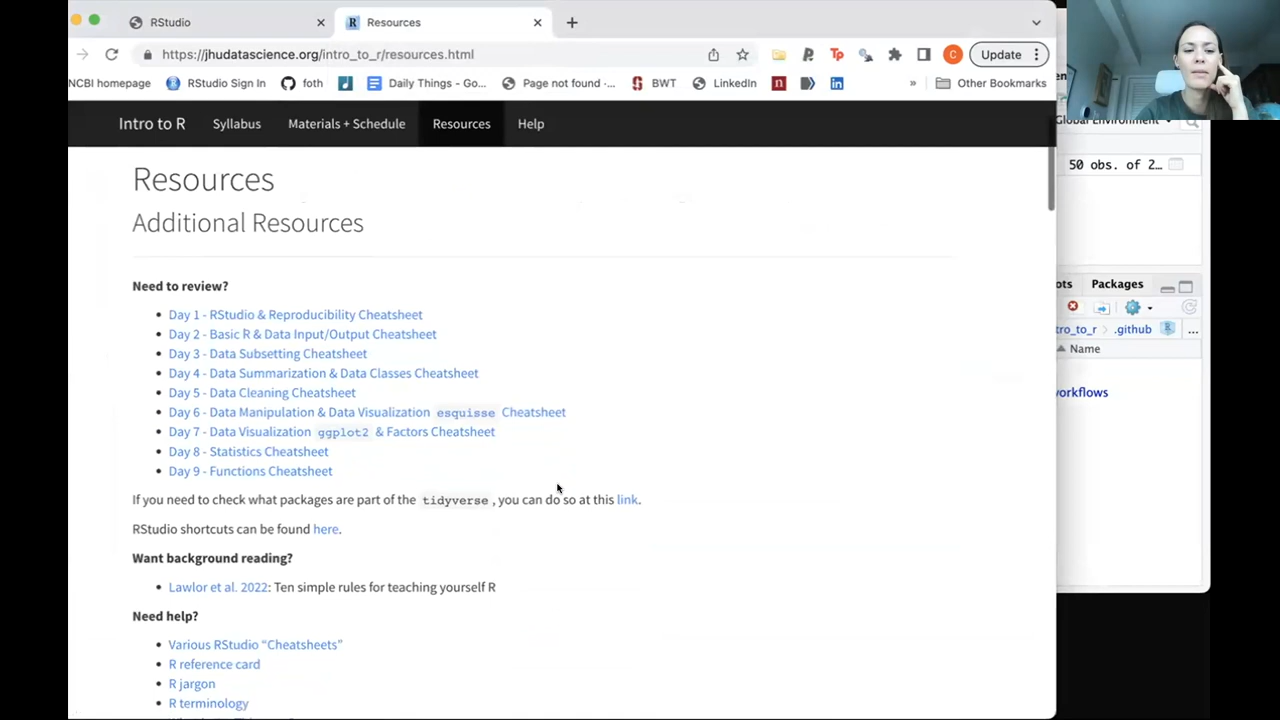 RStudio
Resources
https://jhudatascience.org/intro_to_r/resources.html
Update
NCBI homepage
RStudio Sign In
foth
Daily Things - Go...
Page not found -...
BWT
LinkedIn
»
Other Bookmarks
Intro to R
Syllabus
Materials + Schedule
Resources
Help
50 obs. of 2…
Resources
Additional Resources
Need to review?
• Day 1 - RStudio & Reproducibility Cheatsheet
• Day 2 - Basic R & Data Input/Output Cheatsheet
• Day 3 - Data Subsetting Cheatsheet
• Day 4 - Data Summarization & Data Classes Cheatsheet
• Day 5 - Data Cleaning Cheatsheet
• Day 6 - Data Manipulation & Data Visualization esquisse Cheatsheet
• Day 7 - Data Visualization ggplot2 & Factors Cheatsheet
• Day 8 - Statistics Cheatsheet
• Day 9 - Functions Cheatsheet
If you need to check what packages are part of the tidyverse, you can do so at this link.
RStudio shortcuts can be found here.
Want background reading?
• Lawlor et al. 2022: Ten simple rules for teaching yourself R
Need help?
• Various RStudio “Cheatsheets”
• R reference card
• R jargon
• R terminology
ots
Packages
tro_to_r
.github
...
Name
vorkflows